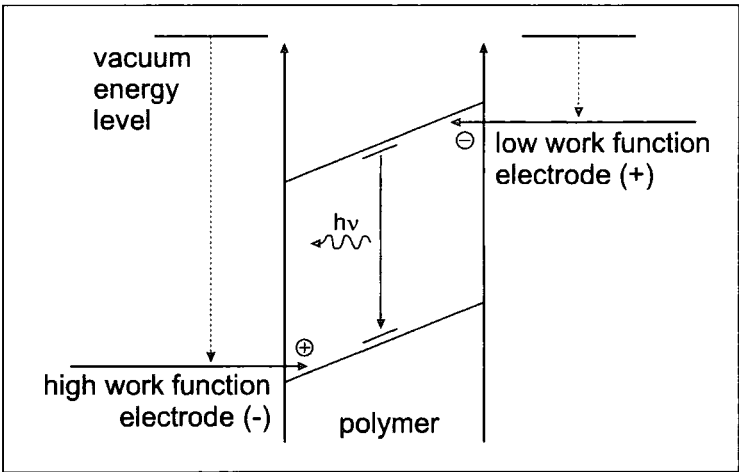 vacuum
energy
level
⊖
low work function
electrode (+)
hν
⊕
high work function
electrode (-)
polymer